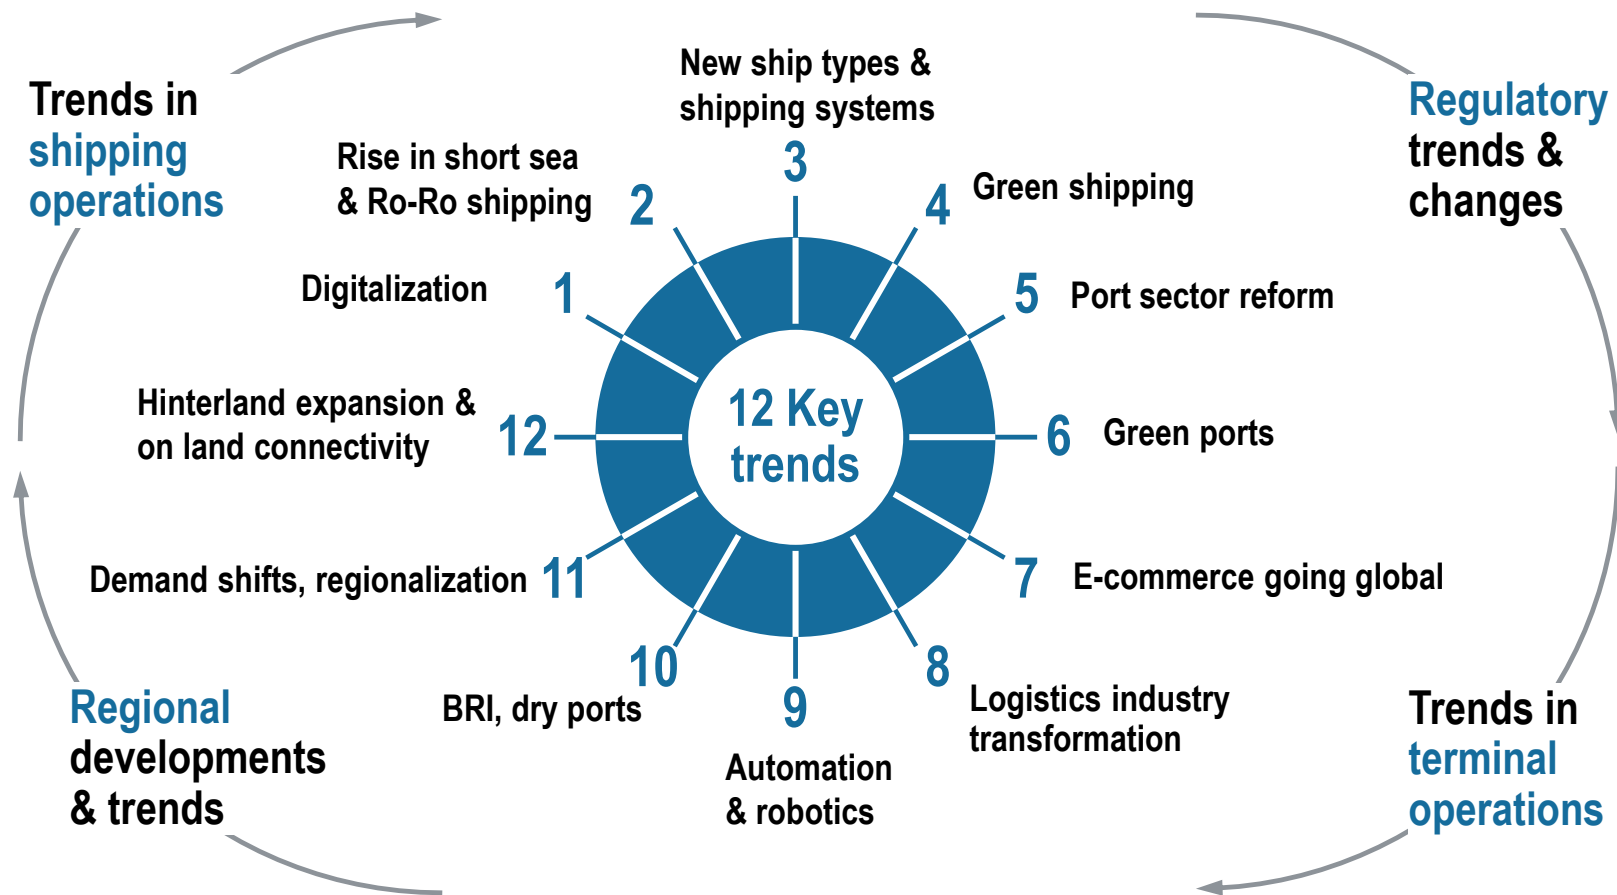 Trends in
shipping
operations
Regulatory
trends &
changes
12 Key
trends
1
Digitalization
2
Rise in short sea
& Ro-Ro shipping
3
New ship types &
shipping systems
4
Green shipping
5
Port sector reform
6
Green ports
7
E-commerce going global
8
Logistics industry
transformation
9
Automation
& robotics
10
BRI, dry ports
11
Demand shifts, regionalization
12
Hinterland expansion &
on land connectivity
Regional
developments
& trends
Trends in
terminal
operations